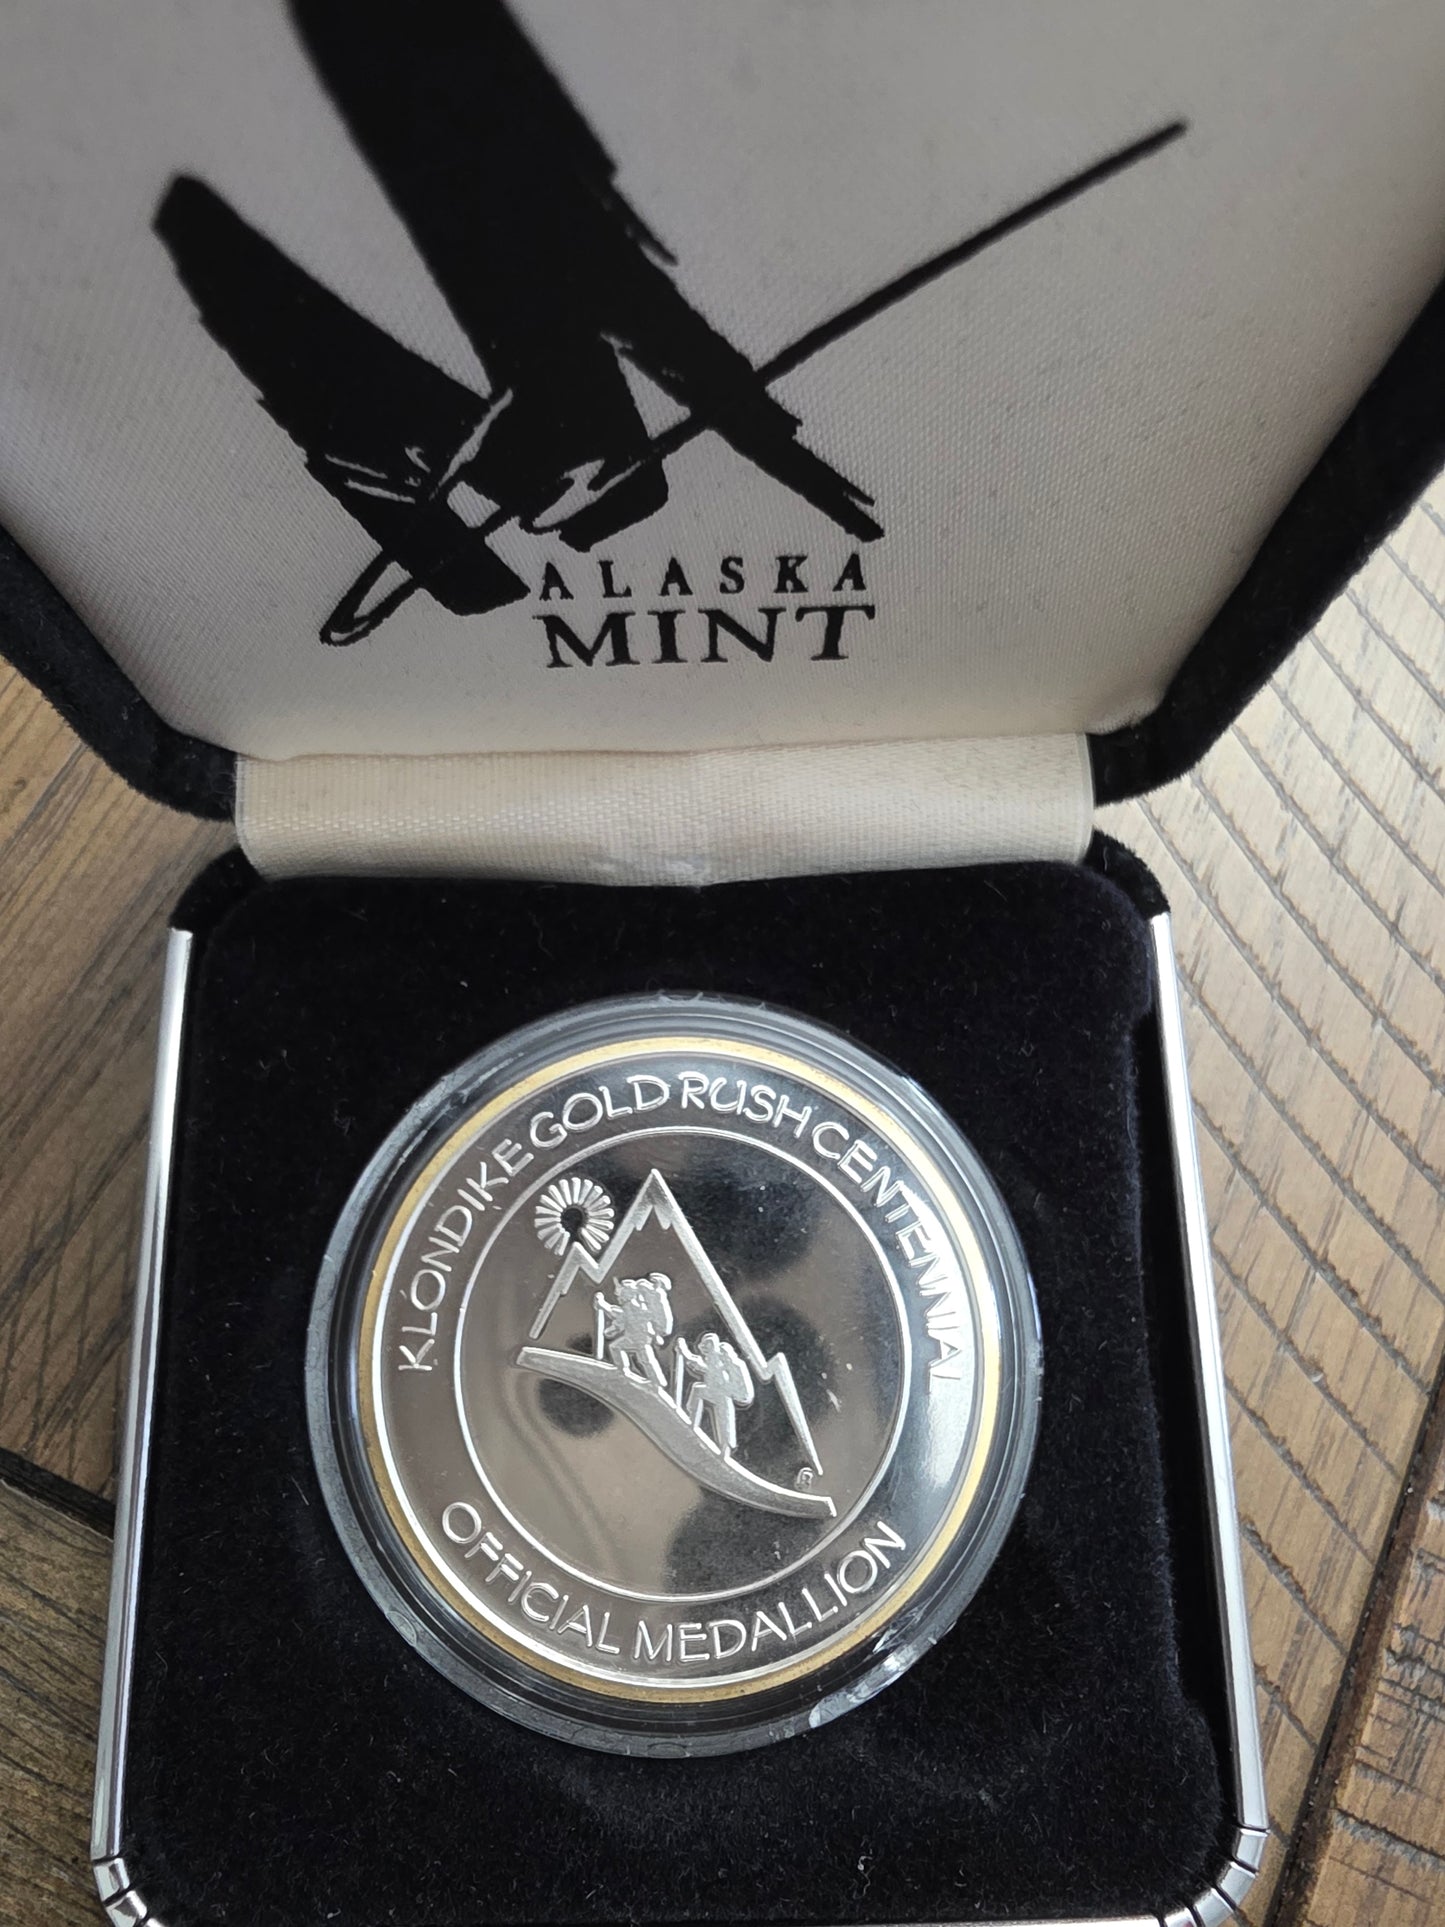 ALASKA
MINT
KLONDIKE GOLD RUSH CENTENNIAL
OFFICIAL MEDALLION